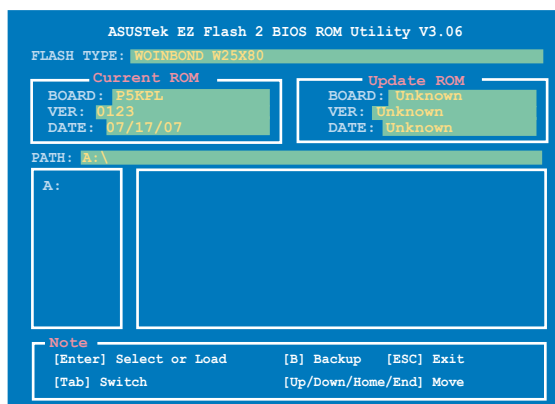 ASUSTek EZ Flash 2 BIOS ROM Utility V3.06
FLASH TYPE: WOINBOND W25X80
Current ROM
BOARD: P5KPL
VER: 0123
DATE: 07/17/07
Update ROM
BOARD: Unknown
VER: Unknown
DATE: Unknown
PATH: A:\
A:
Note
[Enter] Select or Load [B] Backup [ESC] Exit
[Tab] Switch [Up/Down/Home/End] Move